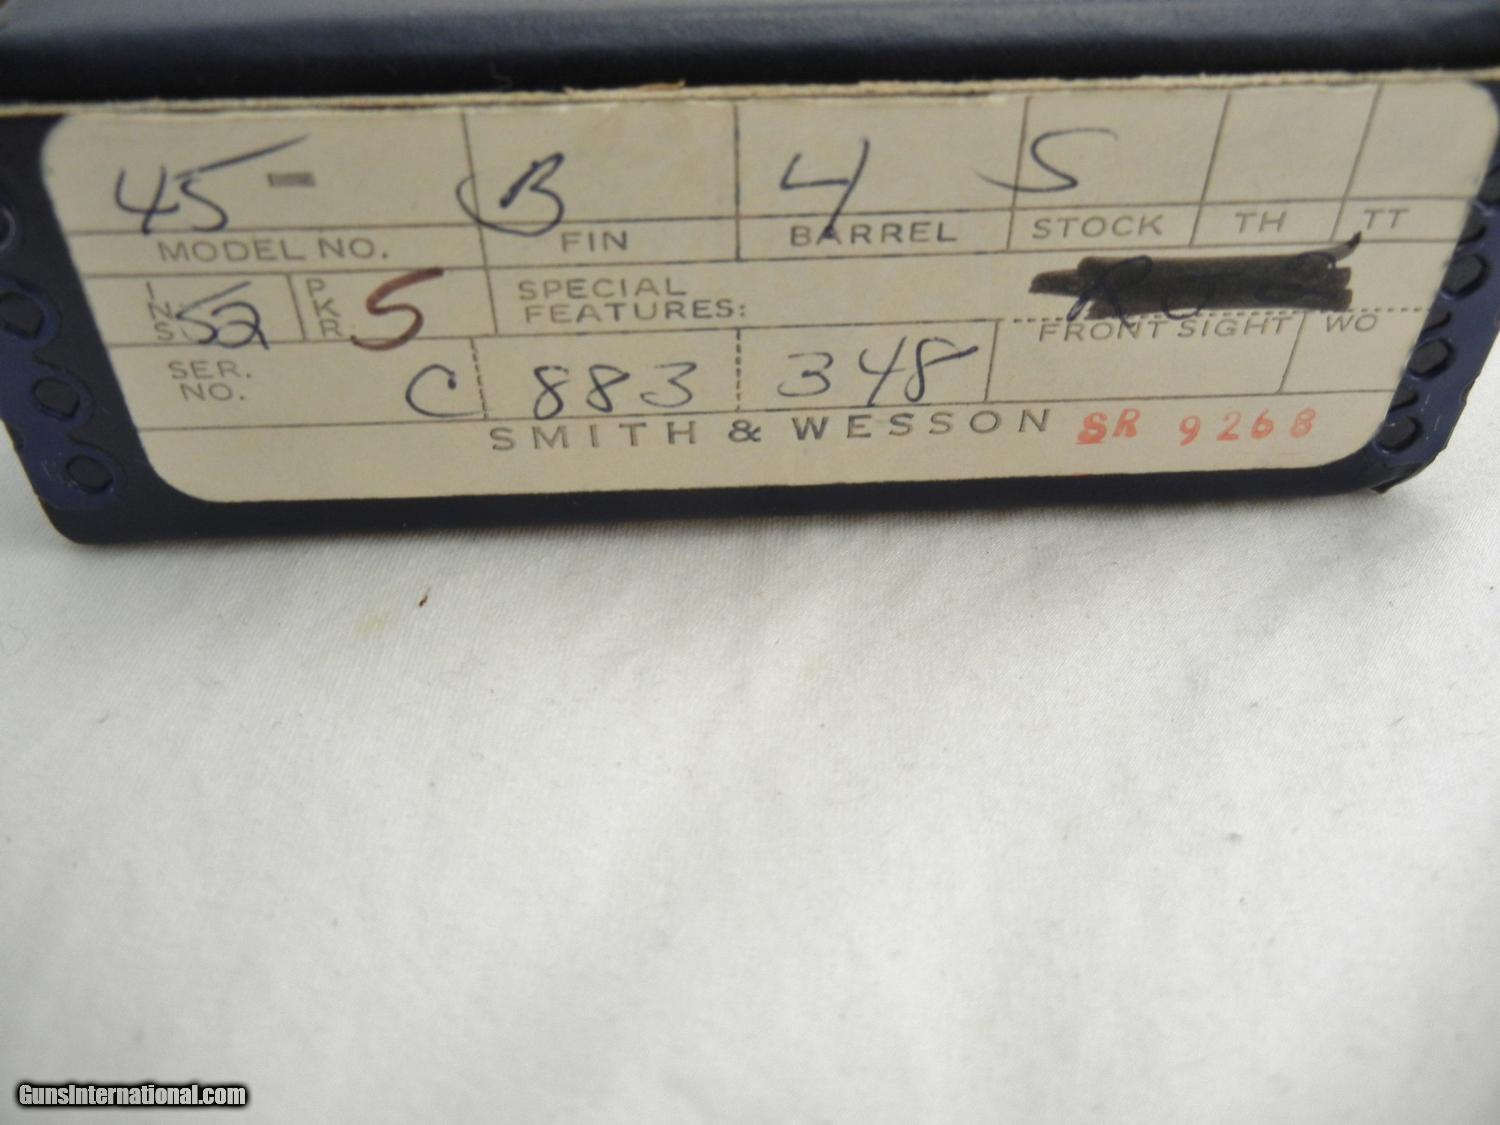 45- B 4 S
MODEL NO. FIN BARREL STOCK TH TT
INS. 52 PKR. 5 SPECIAL FEATURES:
FRONT SIGHT WO
SER. NO. C 883 348
SMITH & WESSON SR 9268
GunsInternational.com